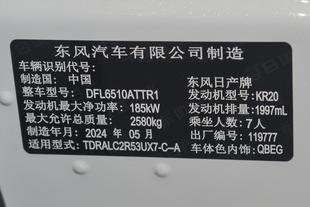 东风汽车有限公司制造
车辆识别代号：
制造国：中国 东风日产牌
整车型号：DFL6510ATTR1 发动机型号：KR20
发动机最大净功率：185kW 发动机排量：1997mL
最大允许总质量：2580kg 乘坐人数：7人
制造年月：2024 年 05 月 出厂编号：119777
适用型号：TDRALC2R53UX7-C-A 车体色内饰：QBEG